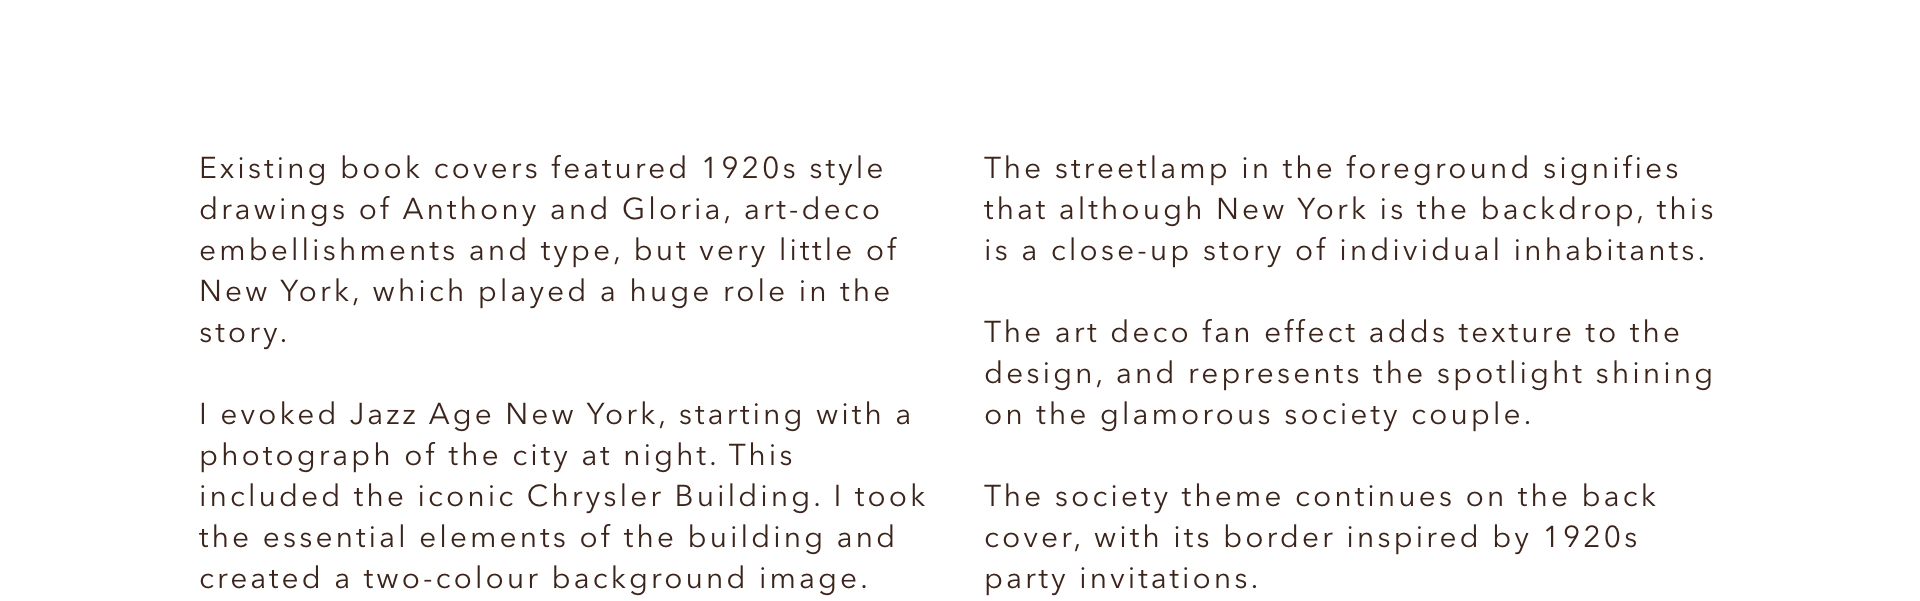 Existing book covers featured 1920s style
drawings of Anthony and Gloria, art-deco
embellishments and type, but very little of
New York, which played a huge role in the
story.
I evoked Jazz Age New York, starting with a
photograph of the city at night. This
included the iconic Chrysler Building. I took
the essential elements of the building and
created a two-colour background image.
The streetlamp in the foreground signifies
that although New York is the backdrop, this
is a close-up story of individual inhabitants.
The art deco fan effect adds texture to the
design, and represents the spotlight shining
on the glamorous society couple.
The society theme continues on the back
cover, with its border inspired by 1920s
party invitations.